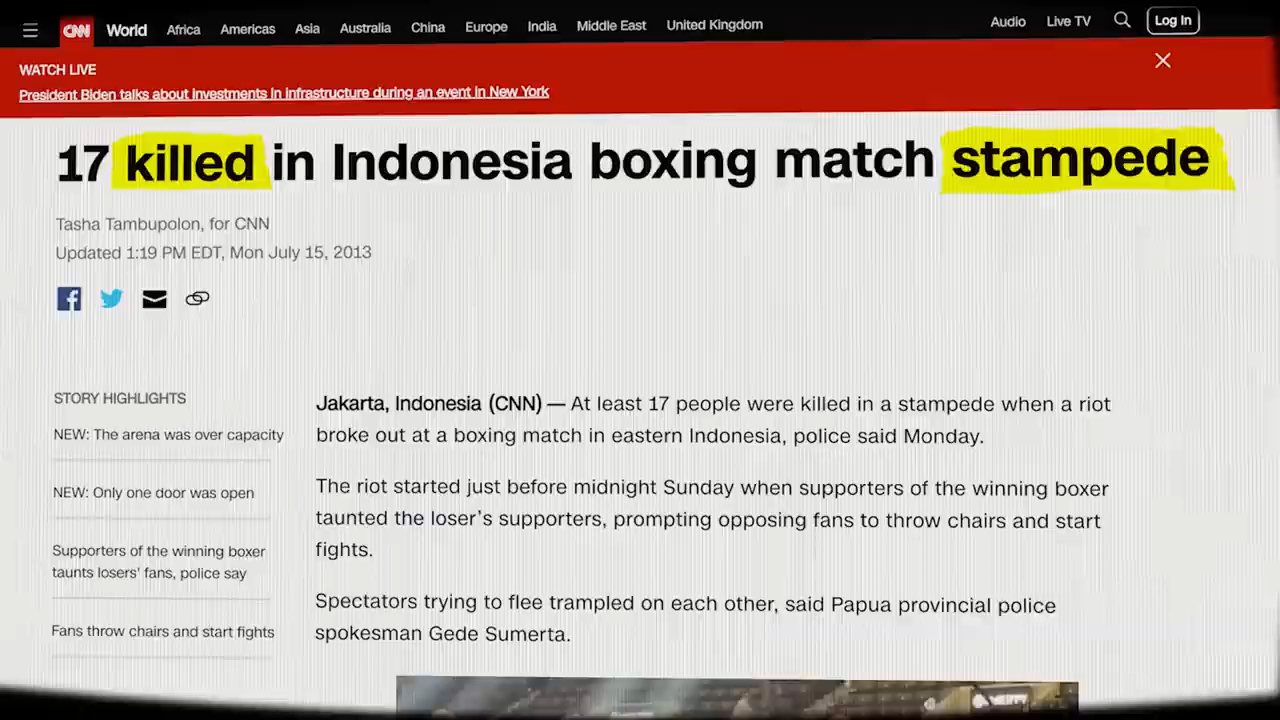 CNN World Africa Americas Asia Australia China Europe India Middle East United Kingdom Audio Live TV Log In
WATCH LIVE
President Biden talks about investments in infrastructure during an event in New York
17 killed in Indonesia boxing match stampede
Tasha Tambupolon, for CNN
Updated 1:19 PM EDT, Mon July 15, 2013
STORY HIGHLIGHTS
NEW: The arena was over capacity
NEW: Only one door was open
Supporters of the winning boxer
taunts losers' fans, police say
Fans throw chairs and start fights
Jakarta, Indonesia (CNN) — At least 17 people were killed in a stampede when a riot
broke out at a boxing match in eastern Indonesia, police said Monday.
The riot started just before midnight Sunday when supporters of the winning boxer
taunted the loser's supporters, prompting opposing fans to throw chairs and start
fights.
Spectators trying to flee trampled on each other, said Papua provincial police
spokesman Gede Sumerta.